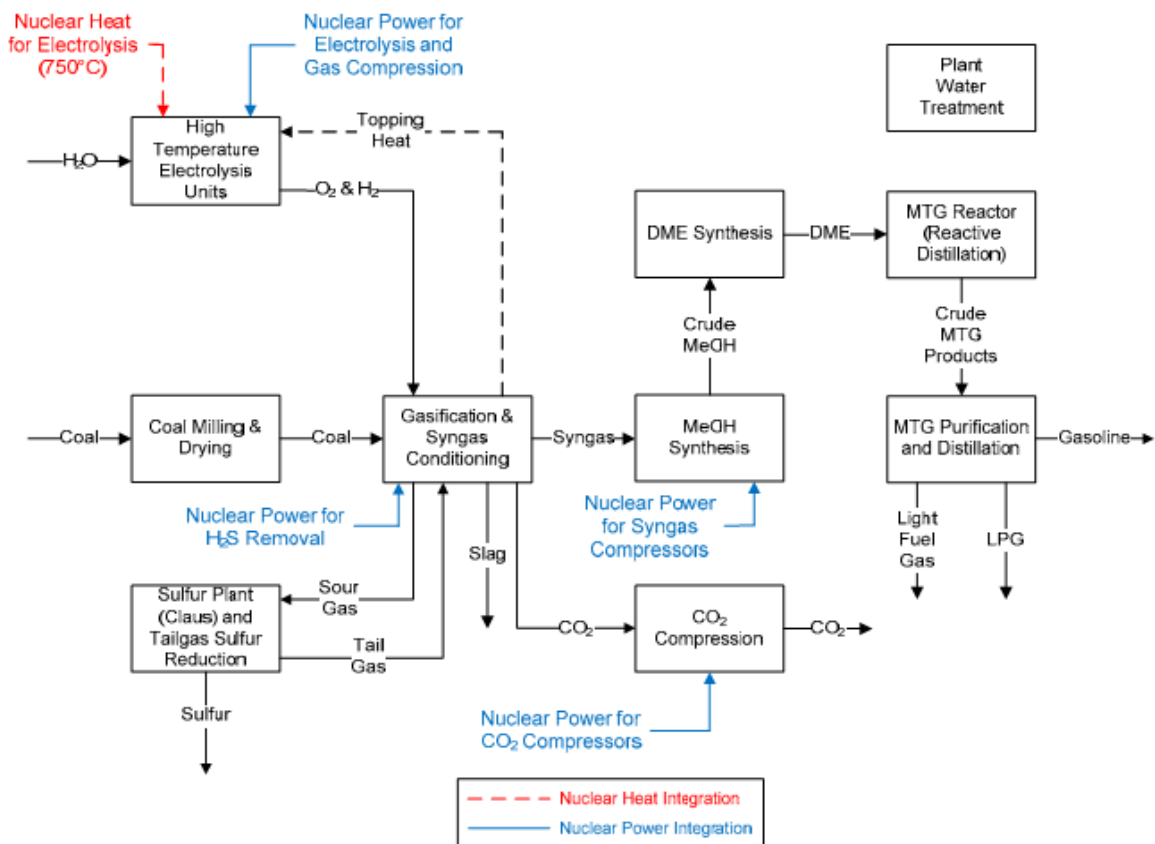 Nuclear Heat
for Electrolysis
(750°C)
Nuclear Power for
Electrolysis and
Gas Compression
Plant
Water
Treatment
High
Temperature
Electrolysis
Units
Topping
Heat
H₂O
O₂ & H₂
DME Synthesis
DME
MTG Reactor
(Reactive
Distillation)
Crude
MeOH
Crude
MTG
Products
Coal
Coal Milling &
Drying
Coal
Gasification &
Syngas
Conditioning
Syngas
MeOH
Synthesis
MTG Purification
and Distillation
Gasoline
Nuclear Power for
H₂S Removal
Nuclear Power
for Syngas
Compressors
Light
Fuel
Gas
LPG
Slag
Sulfur Plant
(Claus) and
Tailgas Sulfur
Reduction
Sour
Gas
Tail
Gas
CO₂
CO₂
Compression
CO₂
Sulfur
Nuclear Power for
CO₂ Compressors
Nuclear Heat Integration
Nuclear Power Integration